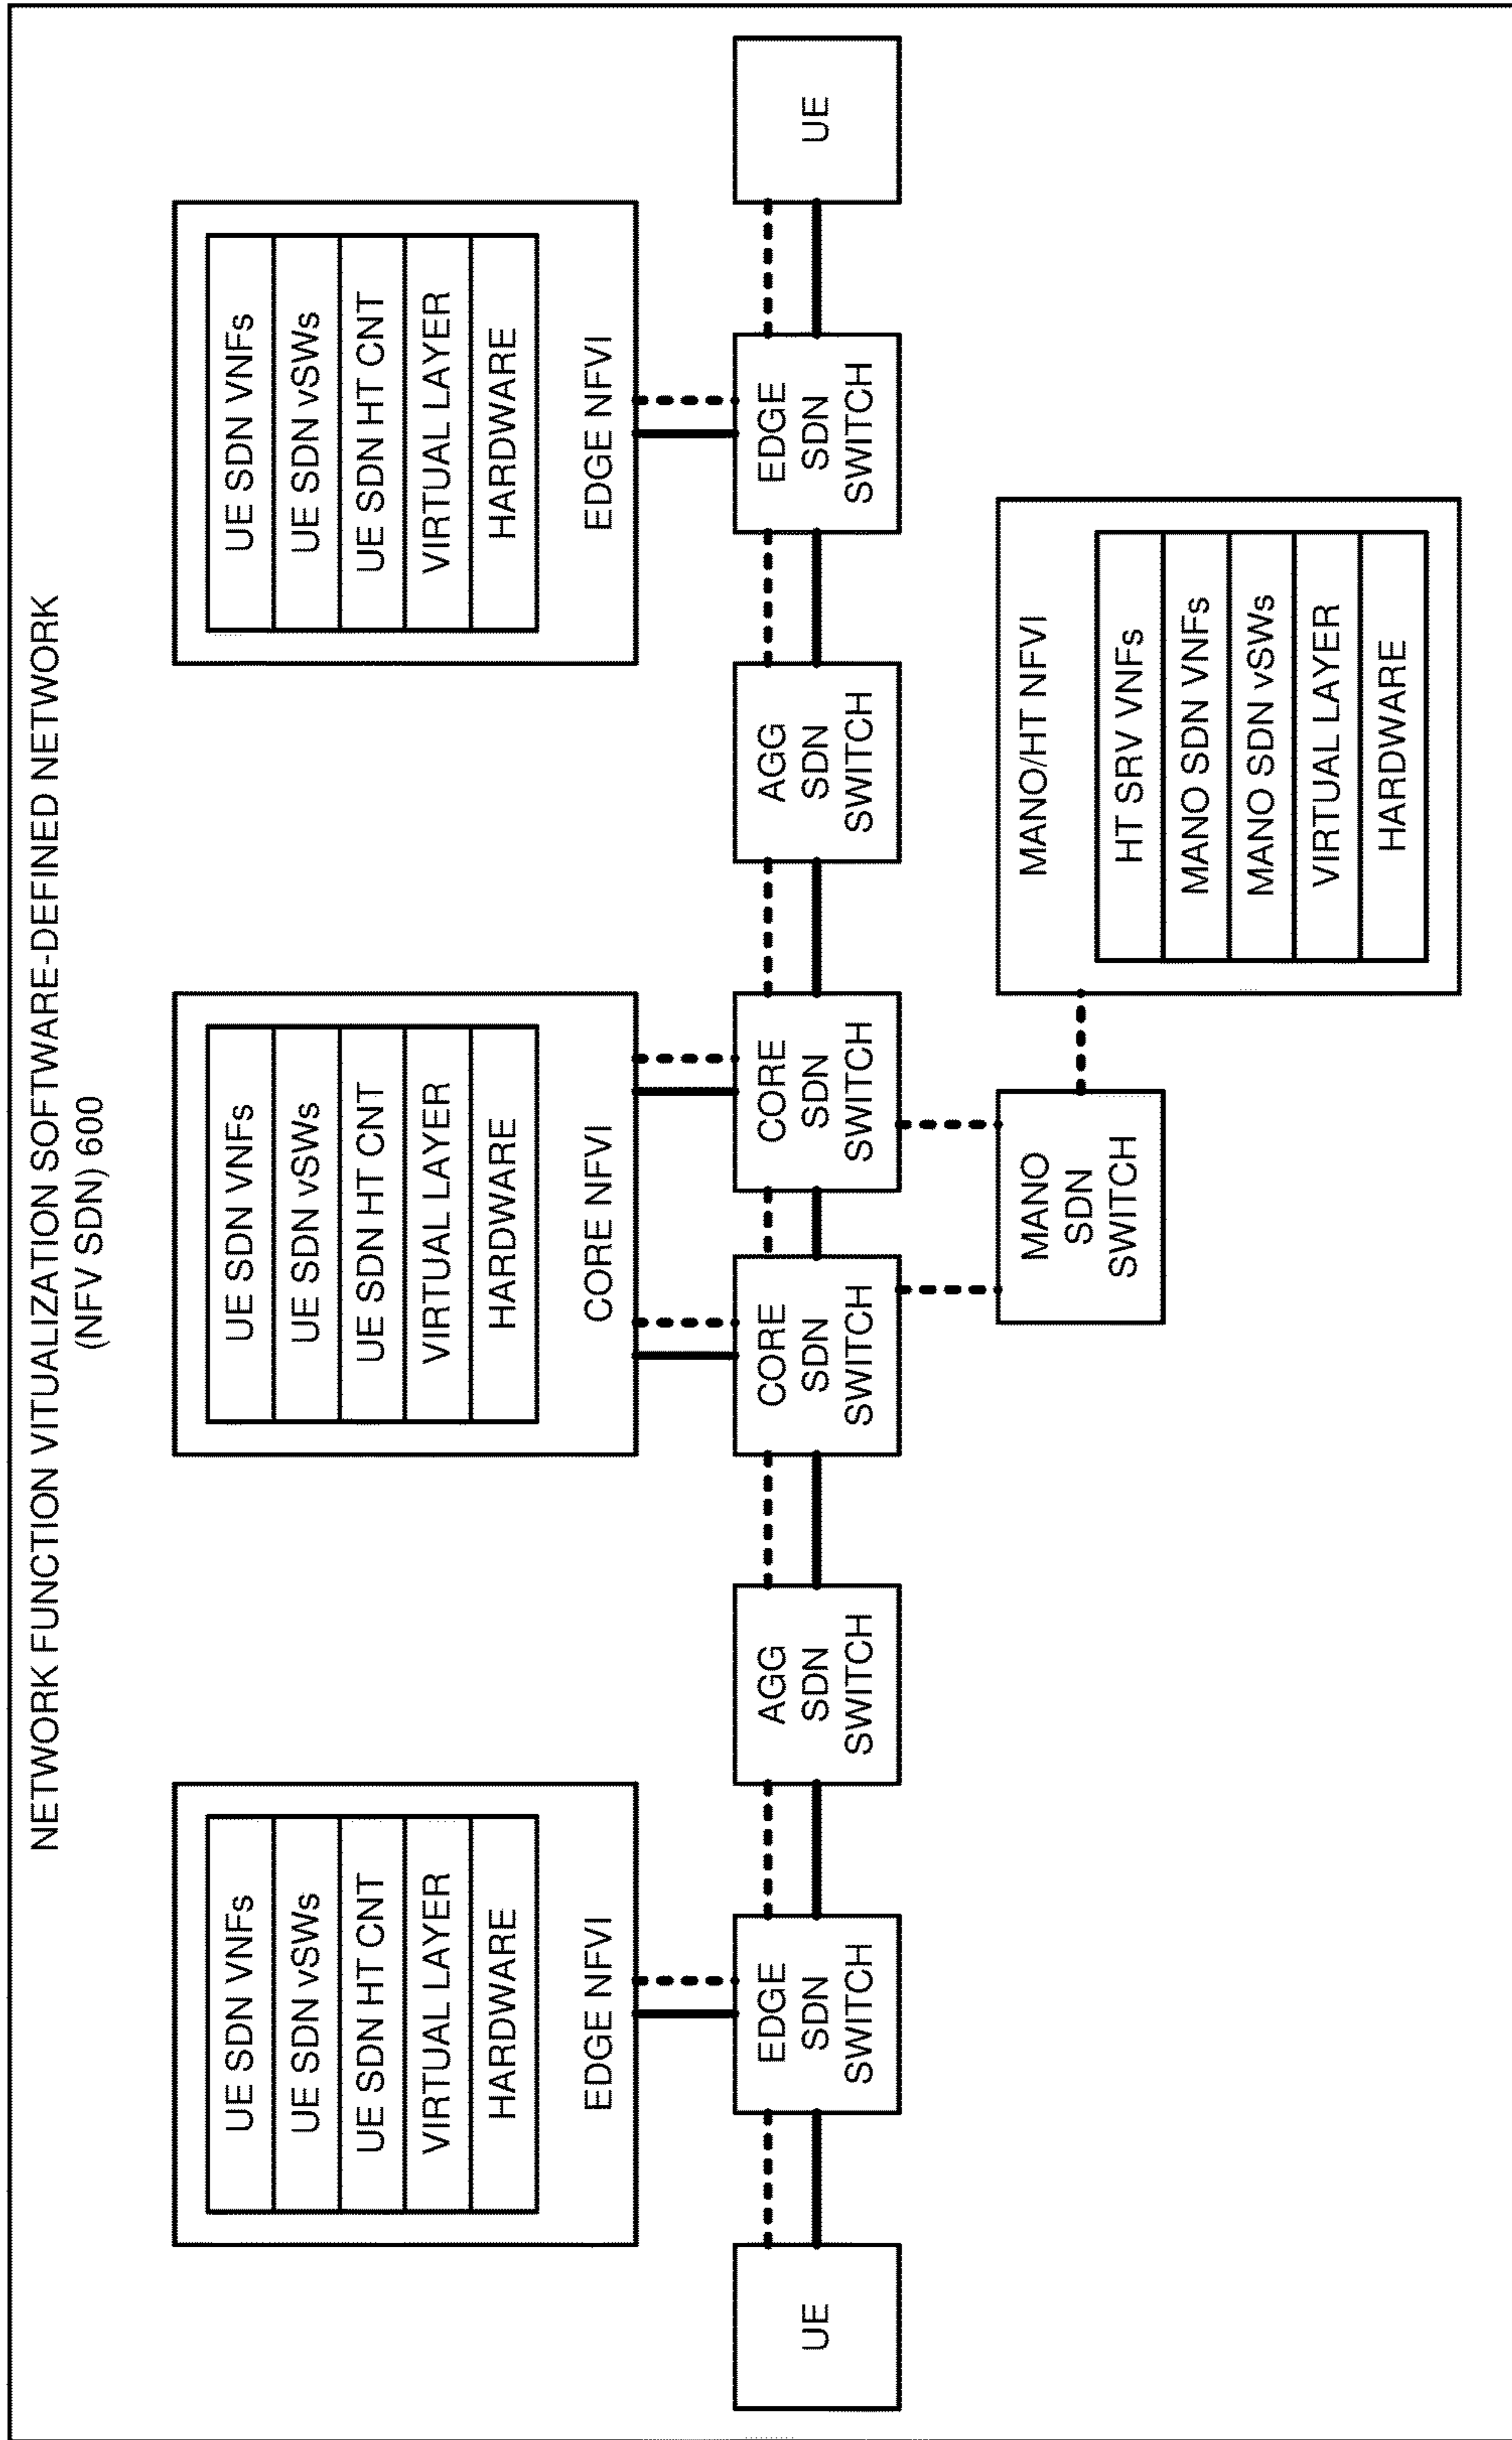 NETWORK FUNCTION VITUALIZATION SOFTWARE-DEFINED NETWORK
(NFV SDN) 600
UE SDN VNFs
UE SDN vSWs
UE SDN HT CNT
VIRTUAL LAYER
HARDWARE
EDGE NFVI
UE SDN VNFs
UE SDN vSWs
UE SDN HT CNT
VIRTUAL LAYER
HARDWARE
CORE NFVI
UE SDN VNFs
UE SDN vSWs
UE SDN HT CNT
VIRTUAL LAYER
HARDWARE
EDGE NFVI
UE
EDGE
SDN
SWITCH
AGG
SDN
SWITCH
CORE
SDN
SWITCH
CORE
SDN
SWITCH
AGG
SDN
SWITCH
EDGE
SDN
SWITCH
UE
MANO
SDN
SWITCH
MANO/HT NFVI
HT SRV VNFs
MANO SDN VNFs
MANO SDN vSWs
VIRTUAL LAYER
HARDWARE